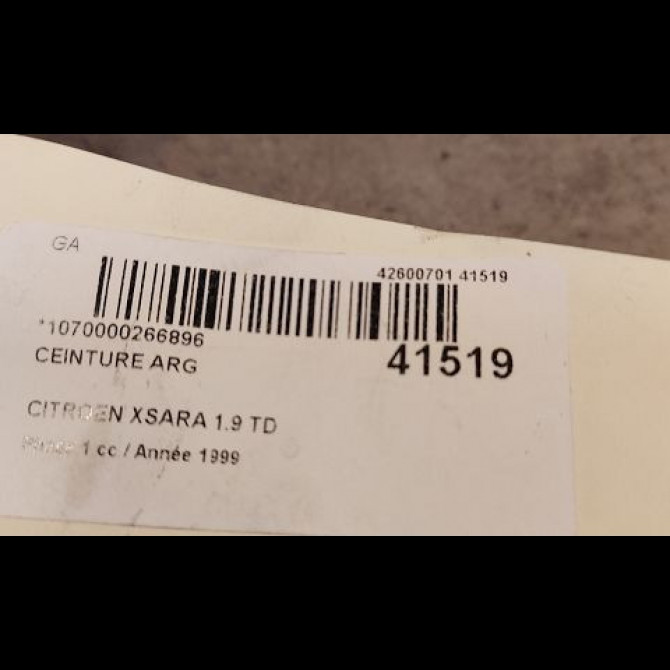 GA
42600701 41519
*1070000266896
41519
CEINTURE ARG
CITROEN XSARA 1.9 TD
1 cc / Année 1999